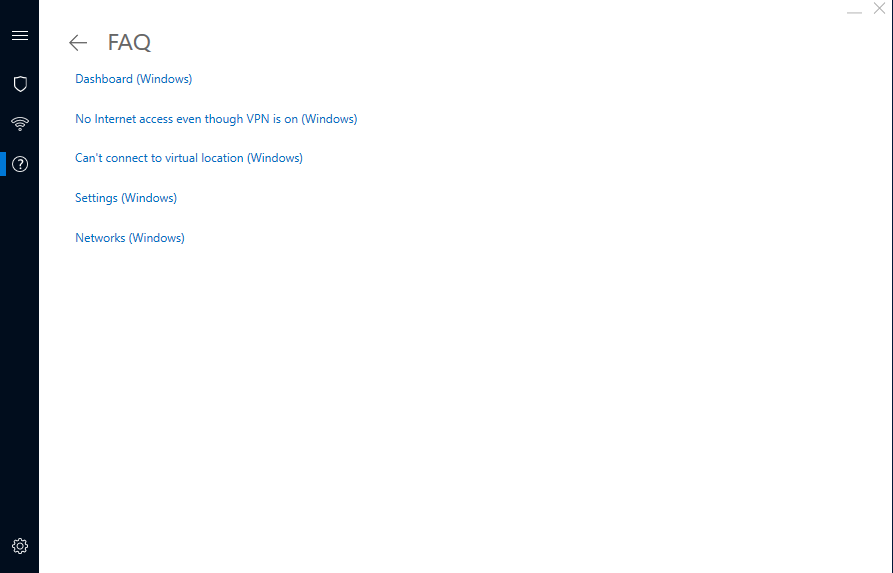 FAQ
Dashboard (Windows)
No Internet access even though VPN is on (Windows)
Can't connect to virtual location (Windows)
Settings (Windows)
Networks (Windows)